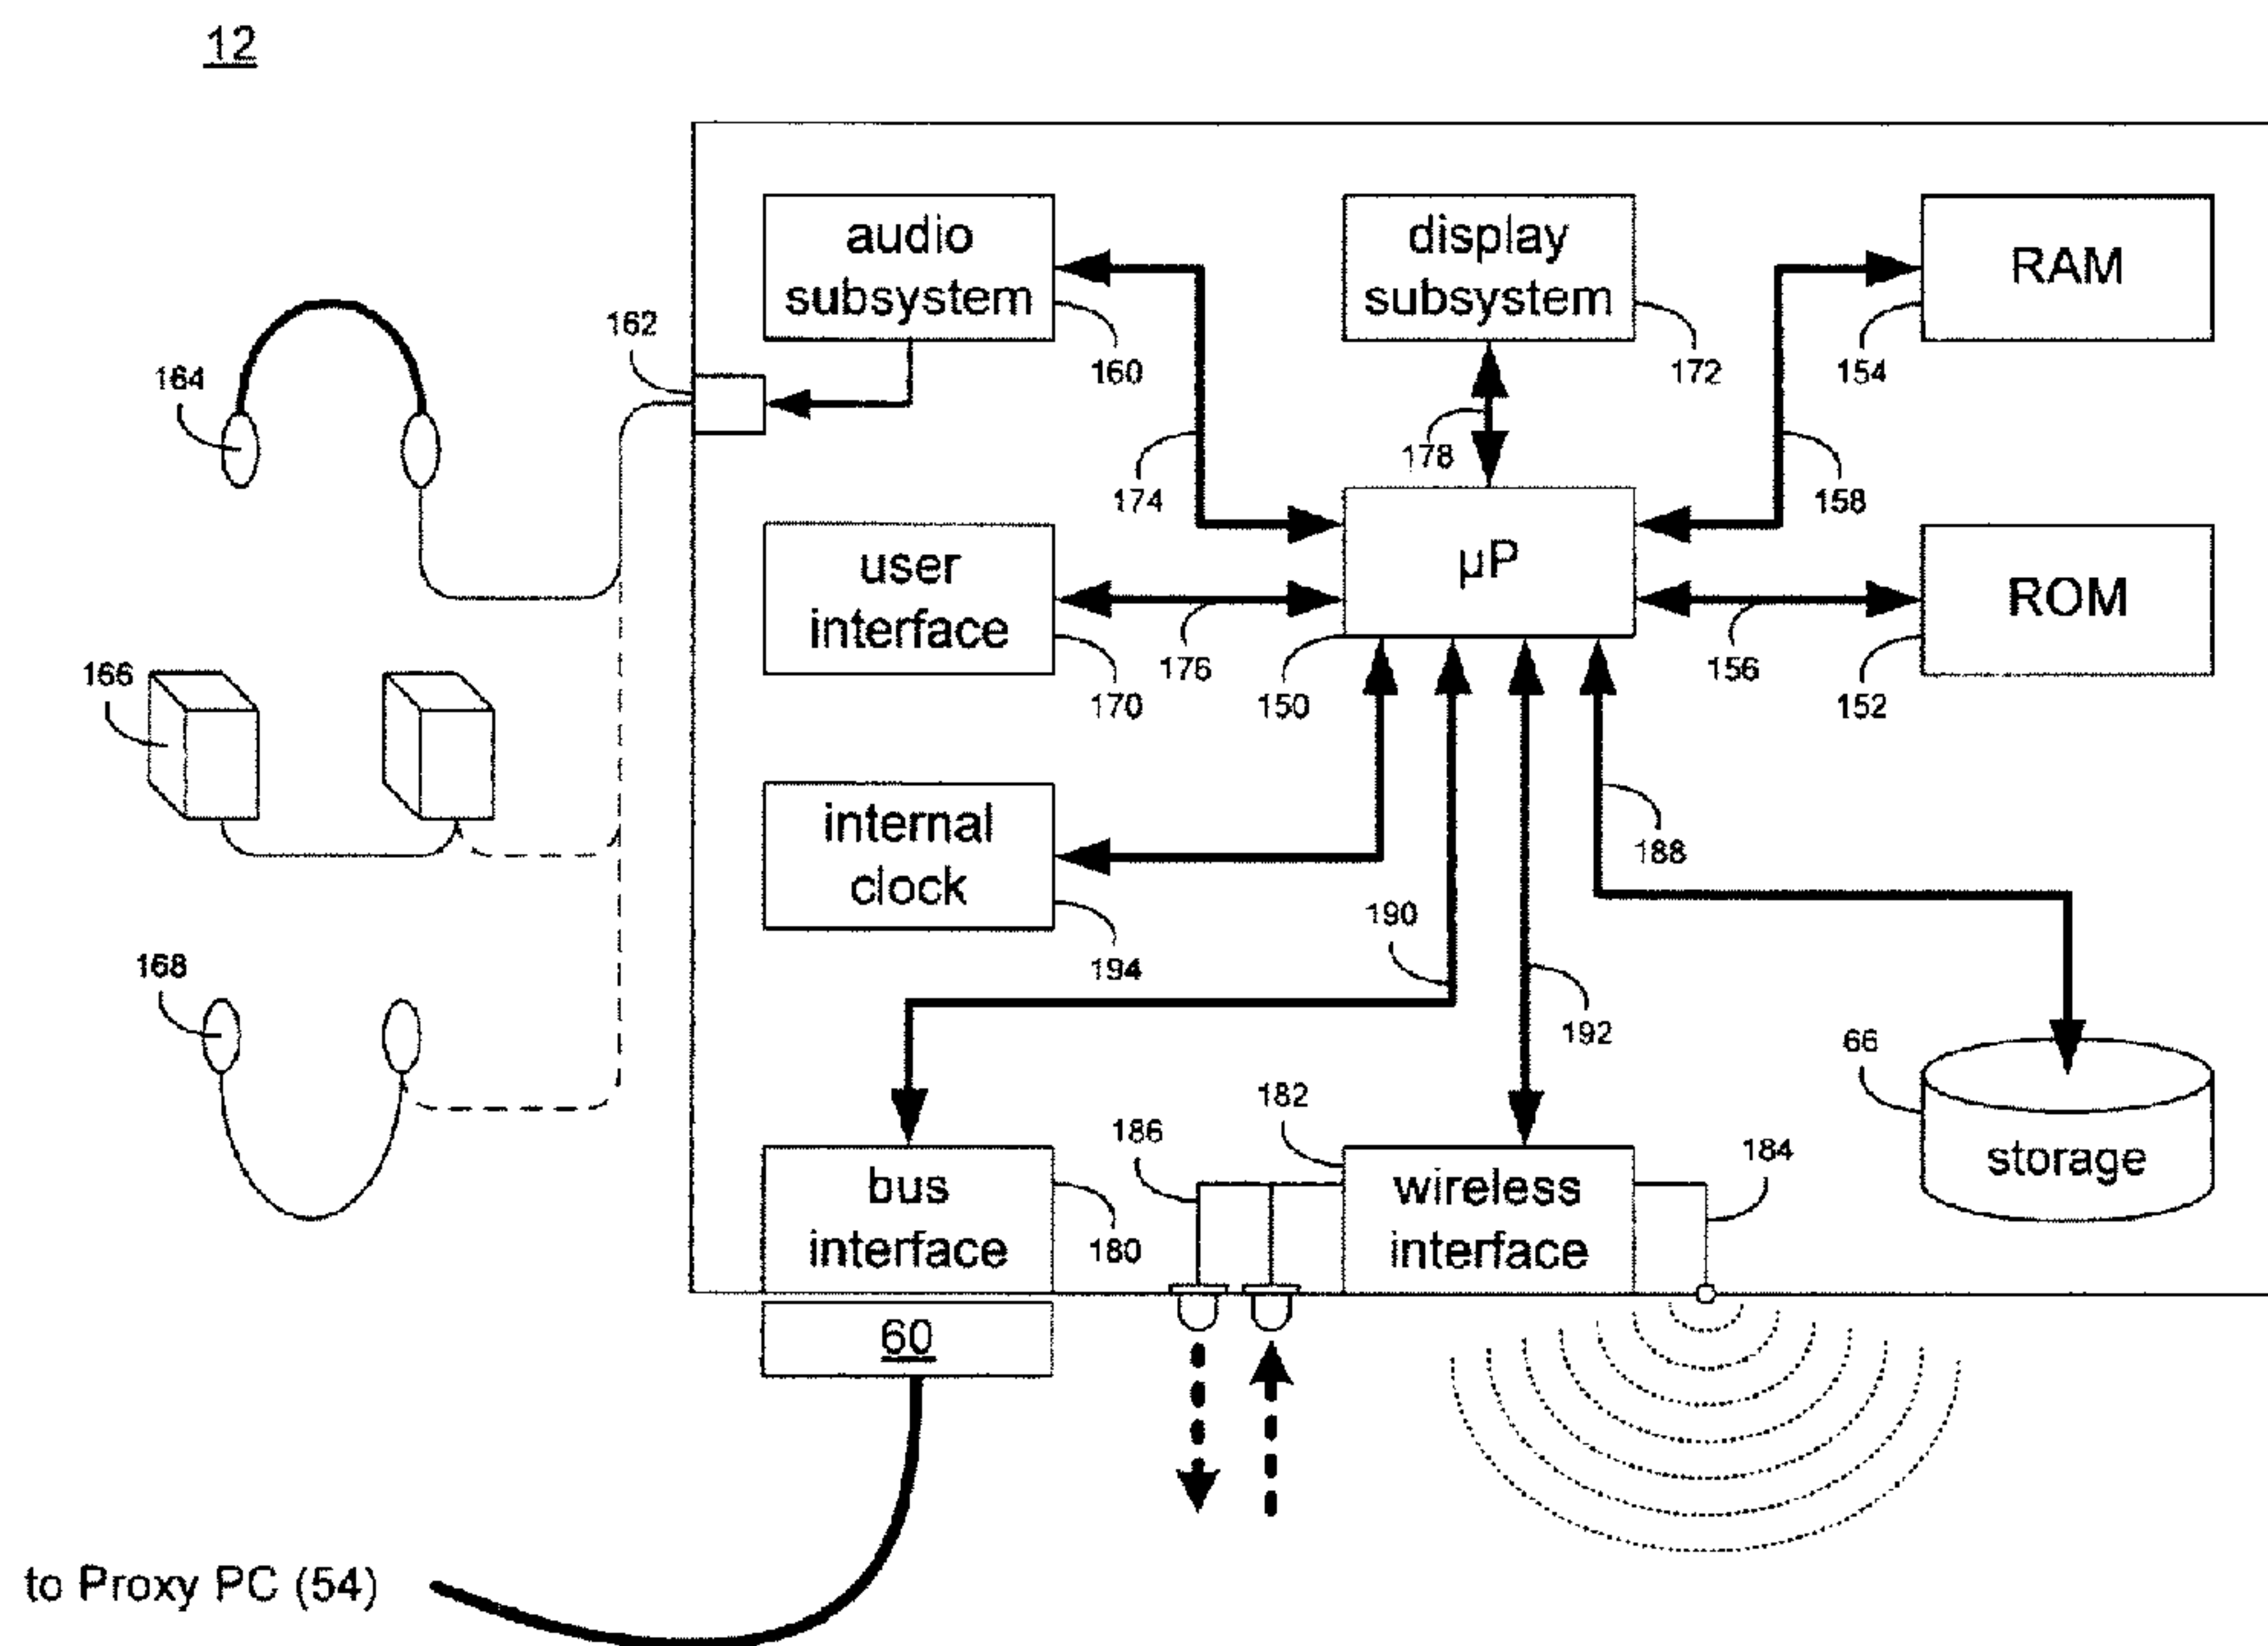 12
audio
subsystem
display
subsystem
RAM
162
164
160
172
154
178
174
158
user
interface
µP
ROM
166
176
156
170
150
152
internal
clock
188
190
168
194
192
66
182
186
184
bus
interface
wireless
interface
storage
180
60
to Proxy PC (54)